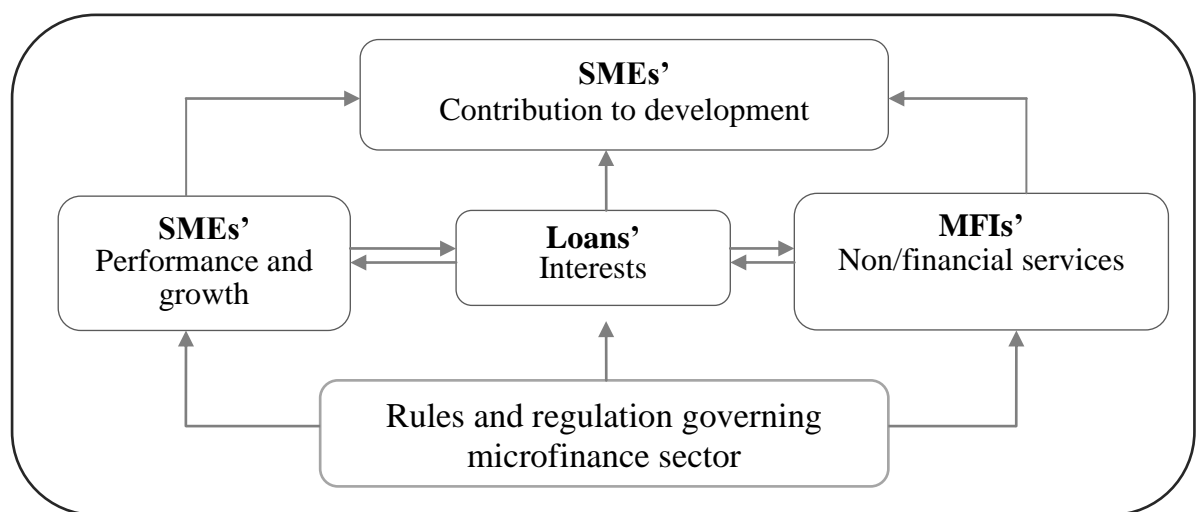 SMEs’
Contribution to development
SMEs’
Performance and
growth
Loans’
Interests
MFIs’
Non/financial services
Rules and regulation governing
microfinance sector